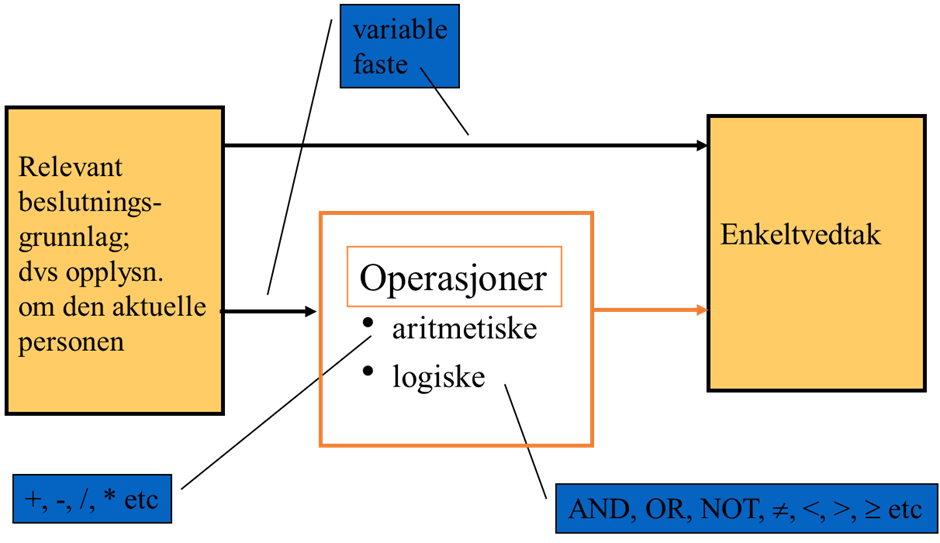 variable
faste
Relevant
beslutnings-
grunnlag;
dvs opplysn.
om den aktuelle
personen
Operasjoner
• aritmetiske
• logiske
Enkeltvedtak
+, -, /, * etc
AND, OR, NOT, ≠, <, >, ≥ etc